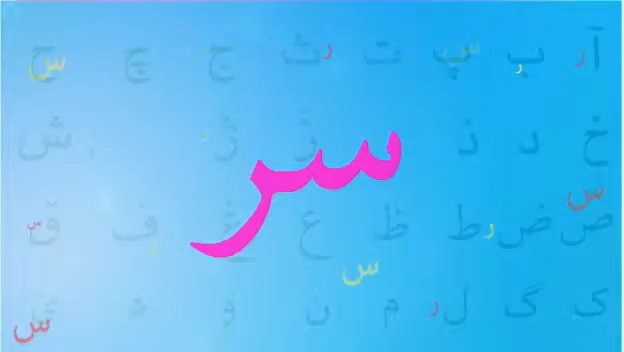 آ ب پ ت ث ج چ ح
ر ر س ر س
خ د ذ ز ژ ش
سر
ص ض ط ظ ع غ ف ق
س ر س س
ک گ ل م ن و ه ی
ر س